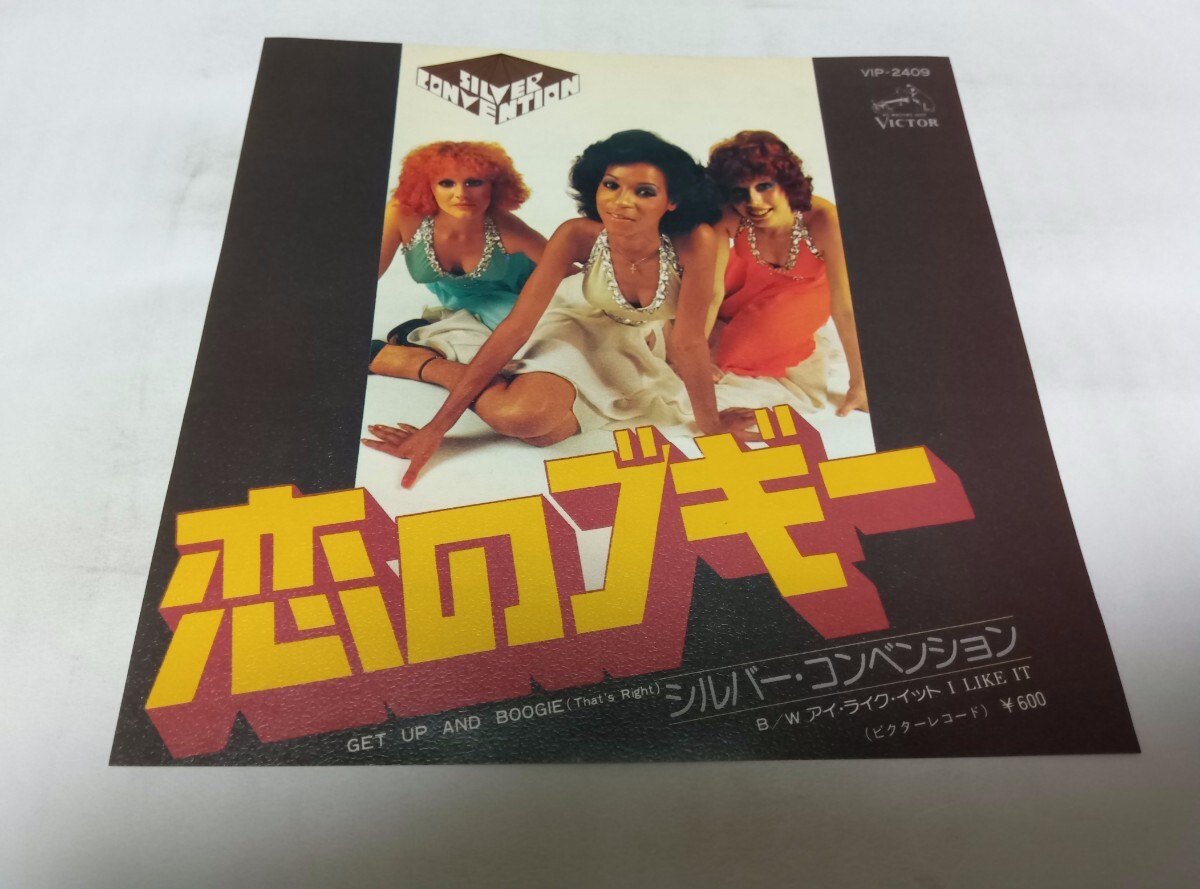 SILVER
CONVENTION
VIP-2409
VICTOR
恋のブギー
GET UP AND BOOGIE (That's Right)
シルバー・コンベンション
B/W アイ・ライク・イット I LIKE IT
(ビクターレコード) ¥600